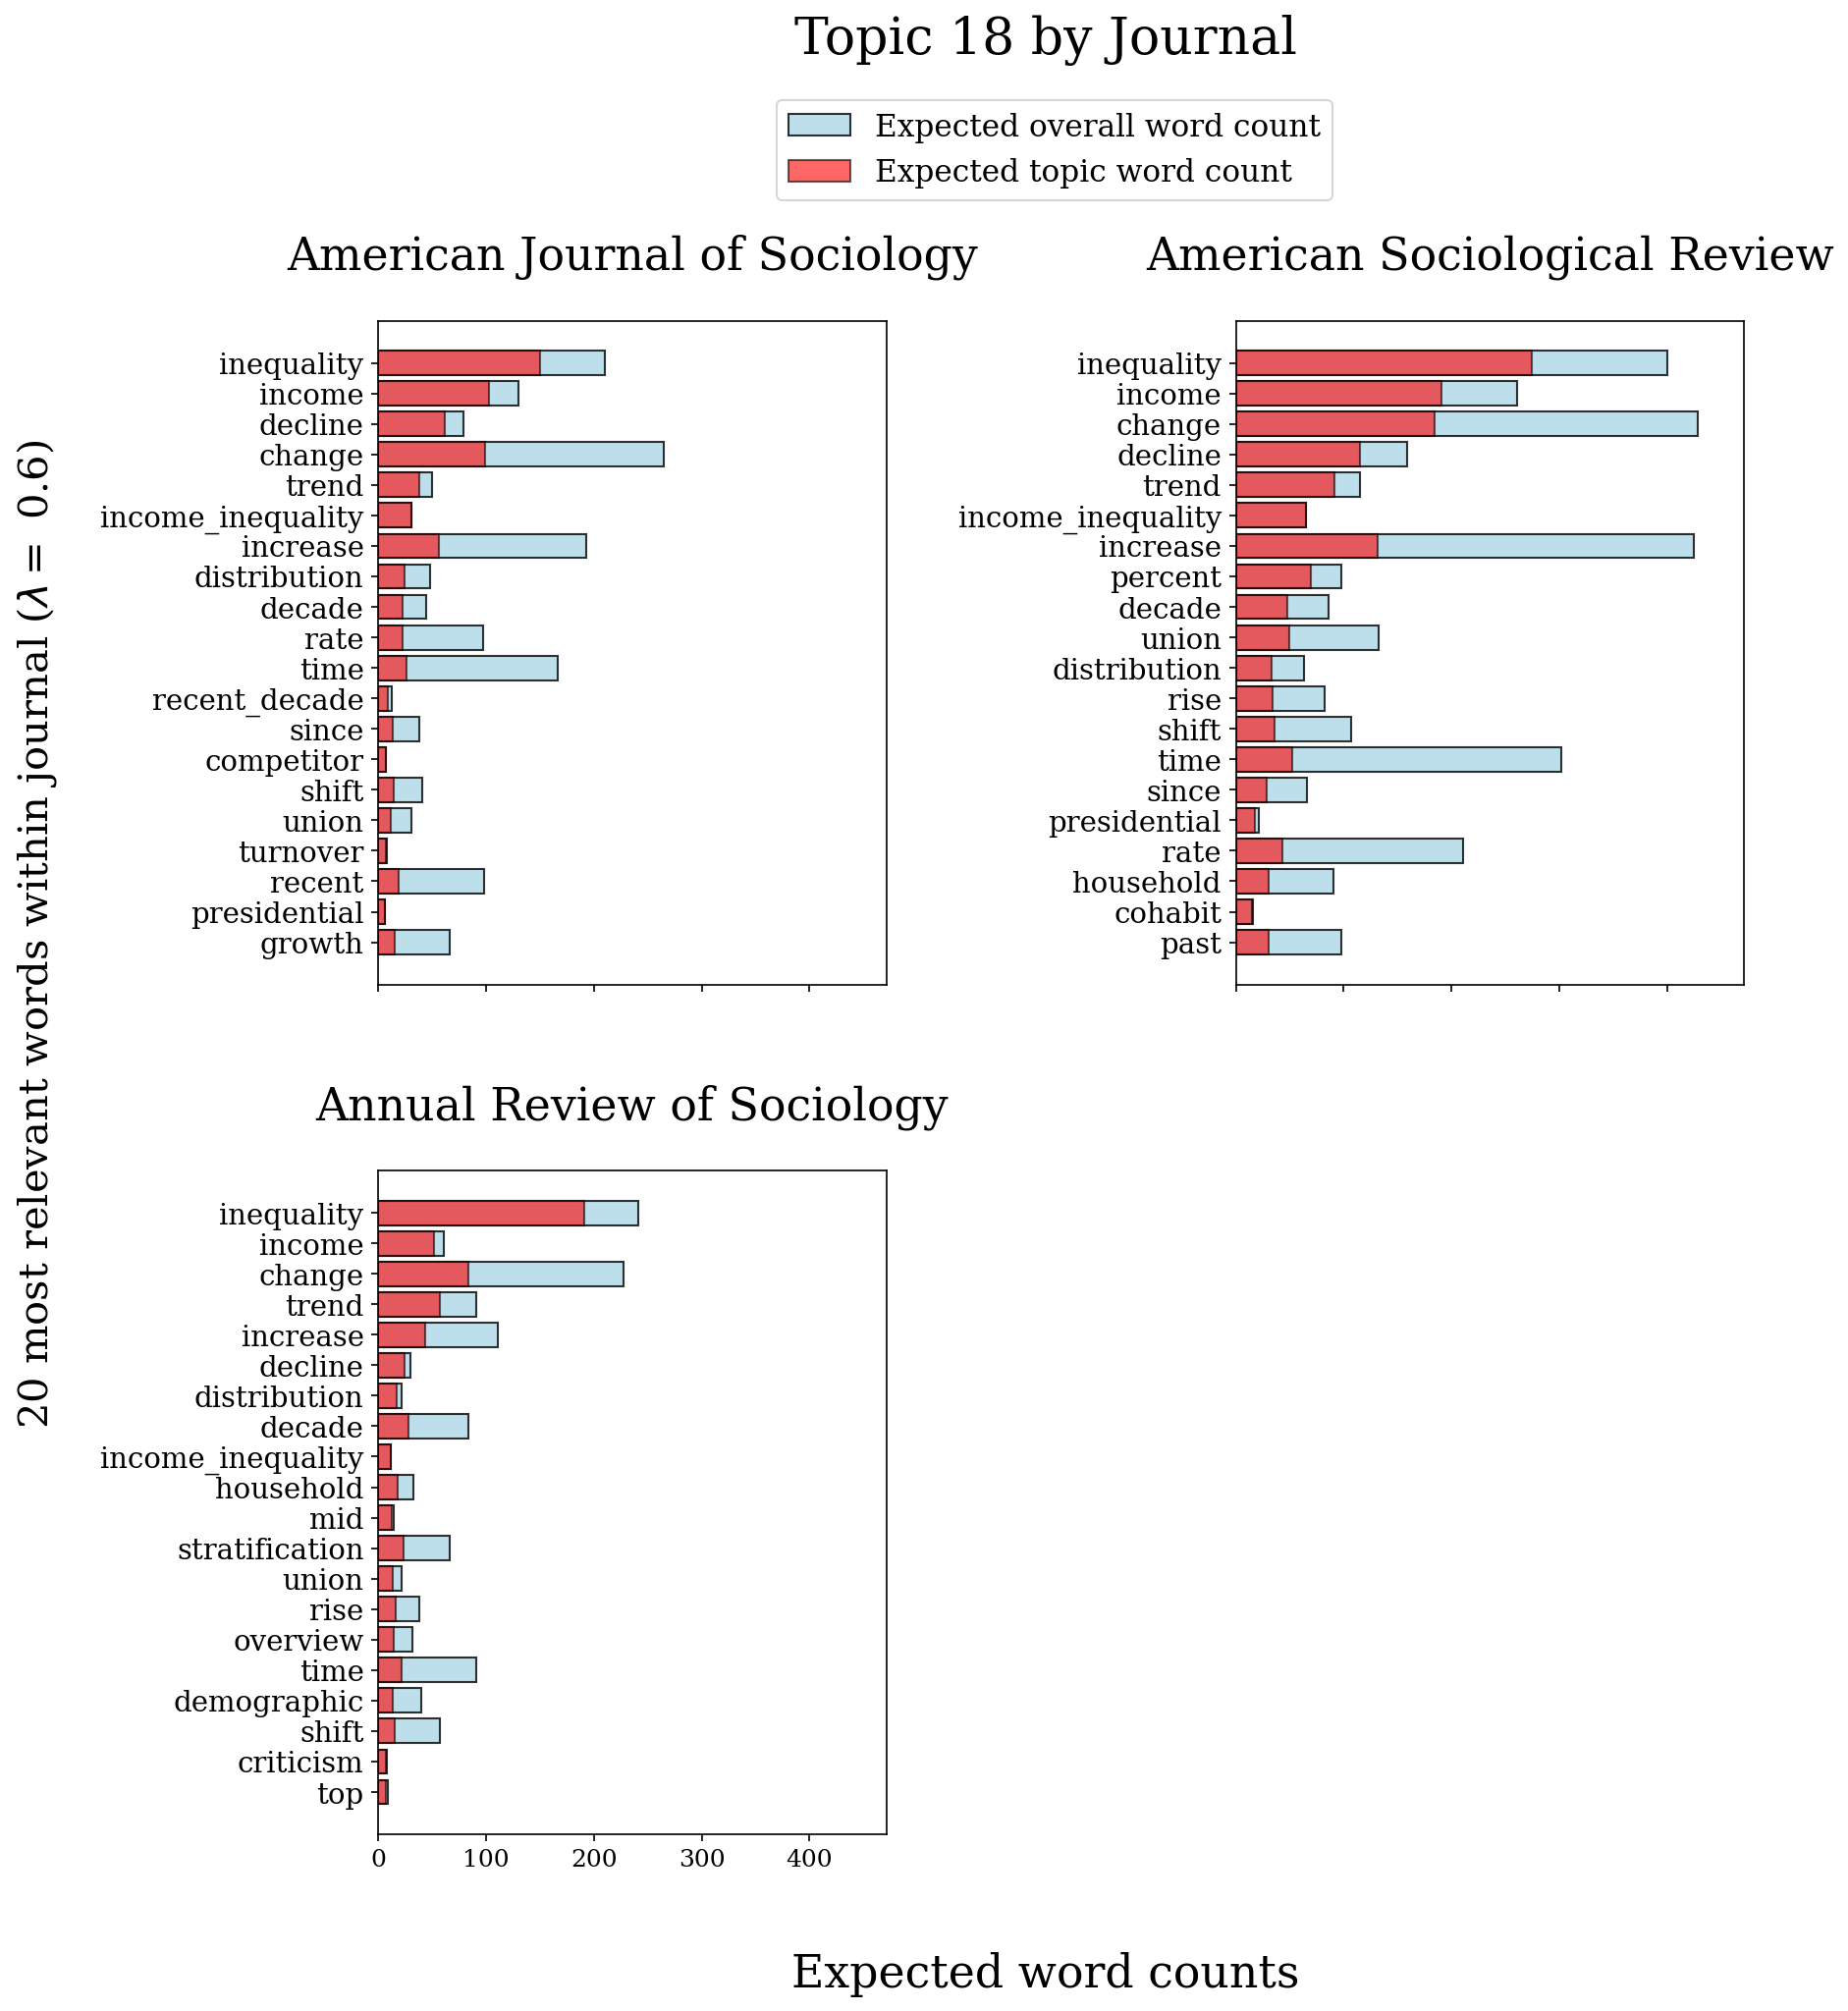 Topic 18 by Journal
Expected overall word count
Expected topic word count
20 most relevant words within journal (λ = 0.6)
American Journal of Sociology
inequality
income
decline
change
trend
income_inequality
increase
distribution
decade
rate
time
recent_decade
since
competitor
shift
union
turnover
recent
presidential
growth
American Sociological Review
inequality
income
change
decline
trend
income_inequality
increase
percent
decade
union
distribution
rise
shift
time
since
presidential
rate
household
cohabit
past
Annual Review of Sociology
inequality
income
change
trend
increase
decline
distribution
decade
income_inequality
household
mid
stratification
union
rise
overview
time
demographic
shift
criticism
top
0 100 200 300 400
Expected word counts